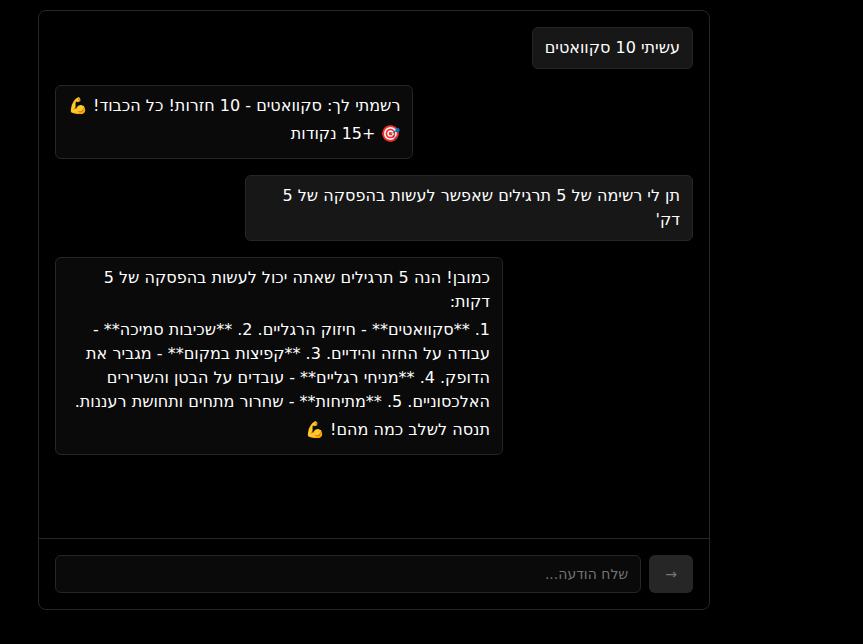 עשיתי 10 סקוואטים
רשמתי לך: סקוואטים - 10 חזרות! כל הכבוד! 💪
🎯 +15 נקודות
תן לי רשימה של 5 תרגילים שאפשר לעשות בהפסקה של 5
דק'
כמובן! הנה 5 תרגילים שאתה יכול לעשות בהפסקה של 5
דקות:
1. **סקוואטים** - חיזוק הרגליים. 2. **שכיבות סמיכה** -
עבודה על החזה והידיים. 3. **קפיצות במקום** - מגביר את
הדופק. 4. **מניחי רגליים** - עובדים על הבטן והשרירים
האלכסוניים. 5. **מתיחות** - שחרור מתחים ותחושת רעננות.
תנסה לשלב כמה מהם! 💪
שלח הודעה...
→